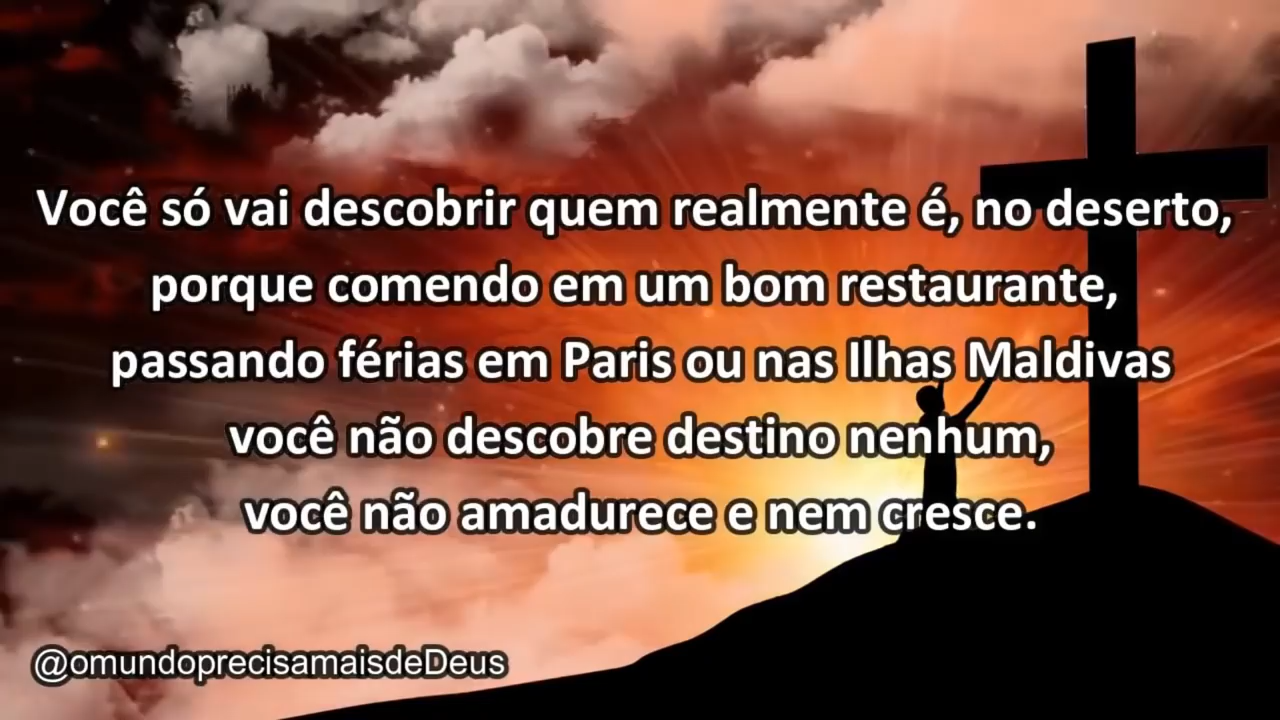 Você só vai descobrir quem realmente é, no deserto,
porque comendo em um bom restaurante,
passando férias em Paris ou nas Ilhas Maldivas
você não descobre destino nenhum,
você não amadurece e nem cresce.
@omundoprecisamaisdeDeus